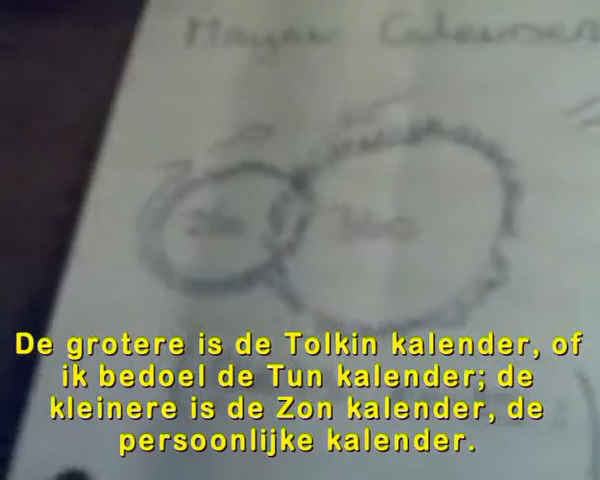 Mayan Calender
260 360
De grotere is de Tolkin kalender, of
ik bedoel de Tun kalender; de
kleinere is de Zon kalender, de
persoonlijke kalender.